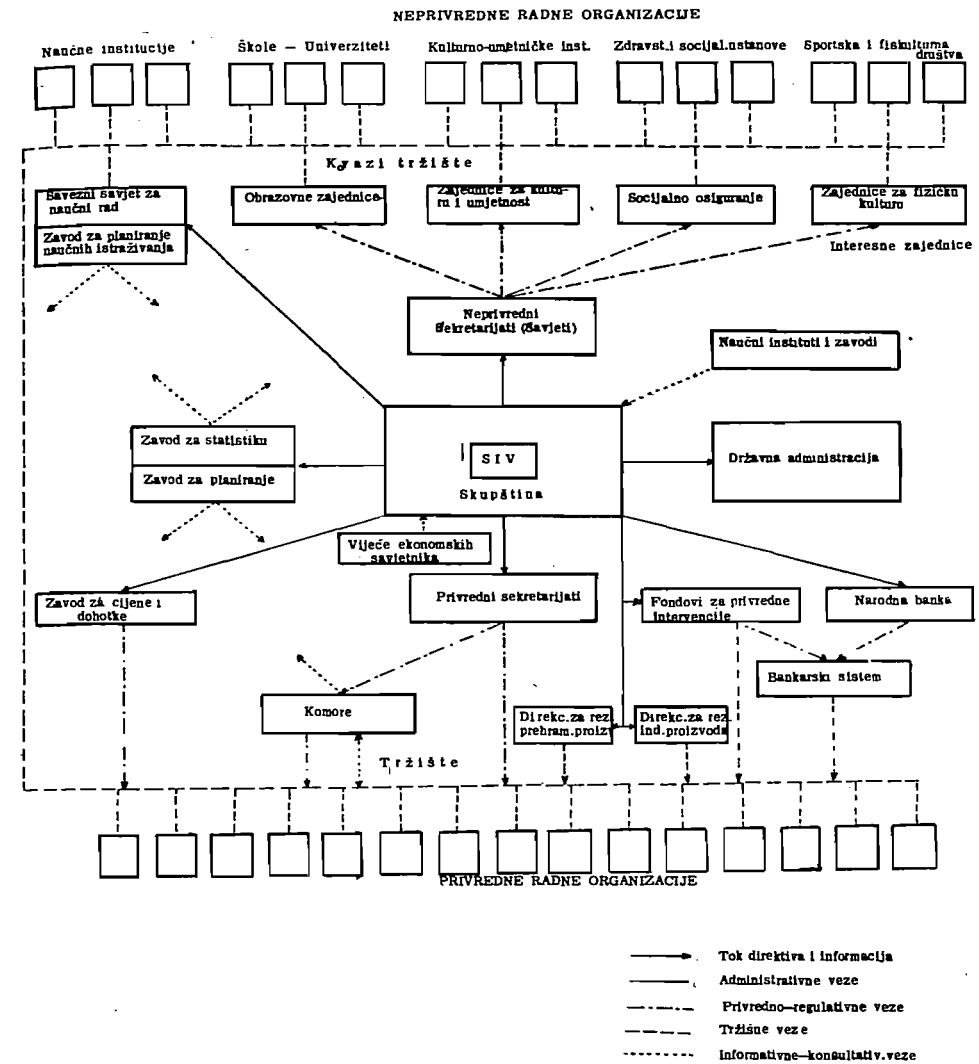 NEPRIVREDNE RADNE ORGANIZACIJE
Naučne institucije
Škole — Univerziteti
Kulturno-umetničke inst.
Zdravst.i socijal.ustanove
Sportska i fiskulturna
društva
Kvazi tržište
Savezni savjet za
naučni rad
Zavod za planiranje
naučnih istraživanja
Obrazovne zajednice
Zajednice za kultu-
ru i umjetnost
Socijalno osiguranje
Zajednice za fizičku
kulturu
Interesne zajednice
Neprivredni
Sekretarijati (Savjeti)
Naučni instituti i zavodi
Zavod za statistiku
Zavod za planiranje
SIV
Skupština
Državna administracija
Vijeće ekonomskih
savjetnika
Zavod za cijene i
dohotke
Privredni sekretarijati
Fondovi za privredne
intervencije
Narodna banka
Bankarski sistem
Komore
Direkc.za rez.
prehram.proizv
Direkc.za rez.
ind.proizvoda
Tržište
PRIVREDNE RADNE ORGANIZACIJE
Tok direktiva i informacija
Administrativne veze
Privredno—regulativne veze
Tržišne veze
informativne—konsultativ.veze